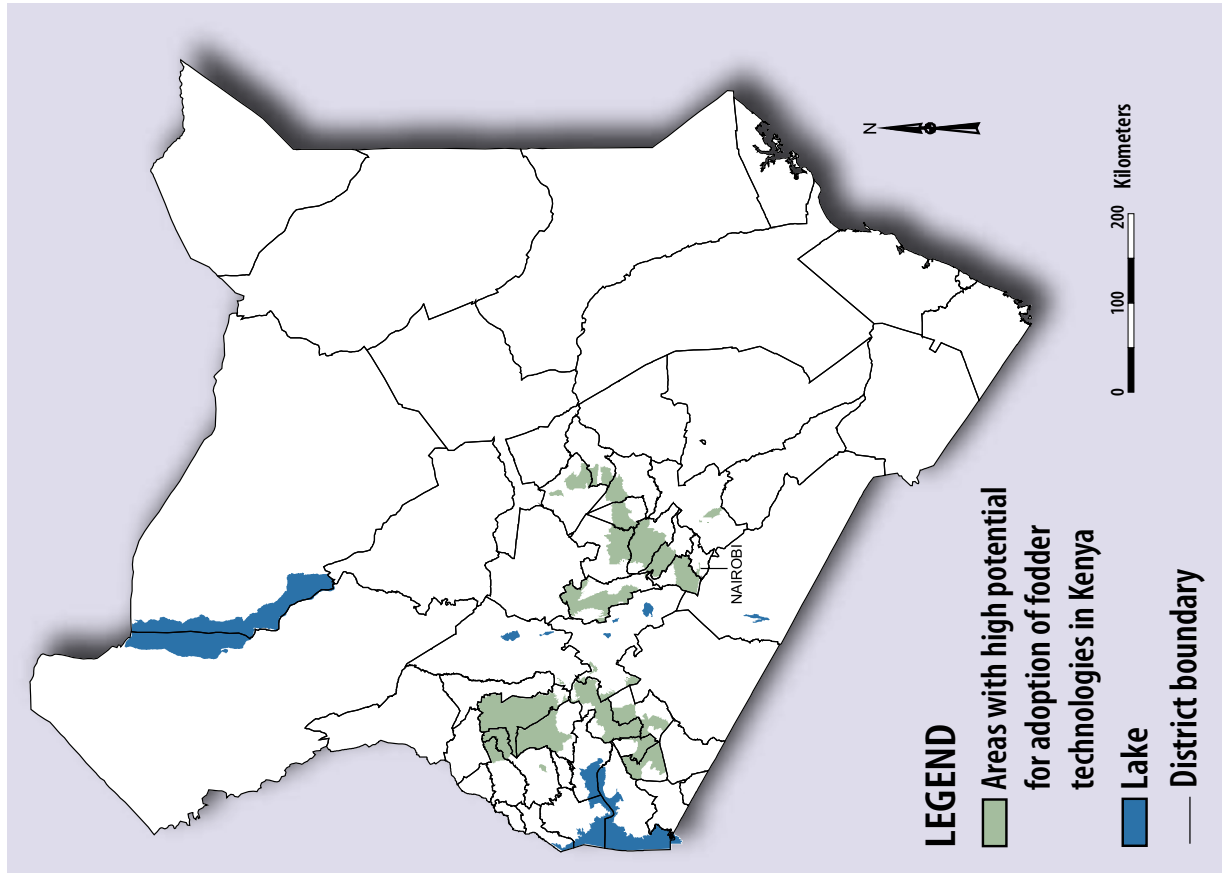 NAIROBI
N
0 100 200 Kilometers
LEGEND
Areas with high potential
for adoption of fodder
technologies in Kenya
Lake
District boundary